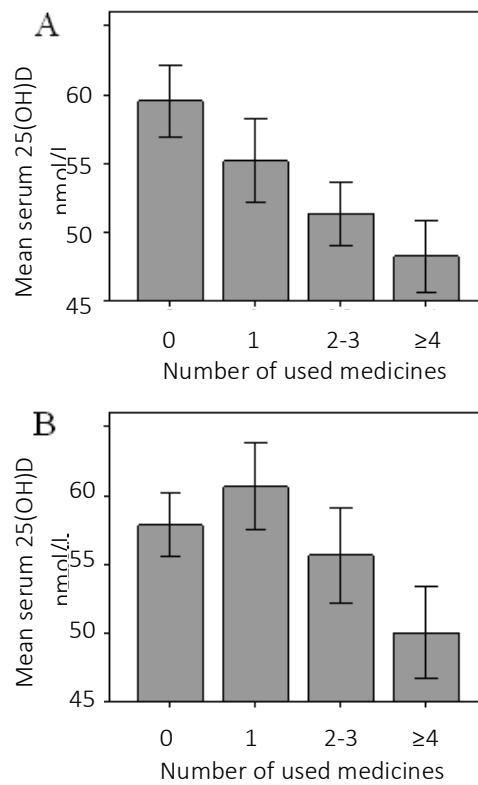 A
Mean serum 25(OH)D
nmol/l
60
55
50
45
0 1 2-3 ≥4
Number of used medicines
B
Mean serum 25(OH)D
nmol/l
60
55
50
45
0 1 2-3 ≥4
Number of used medicines